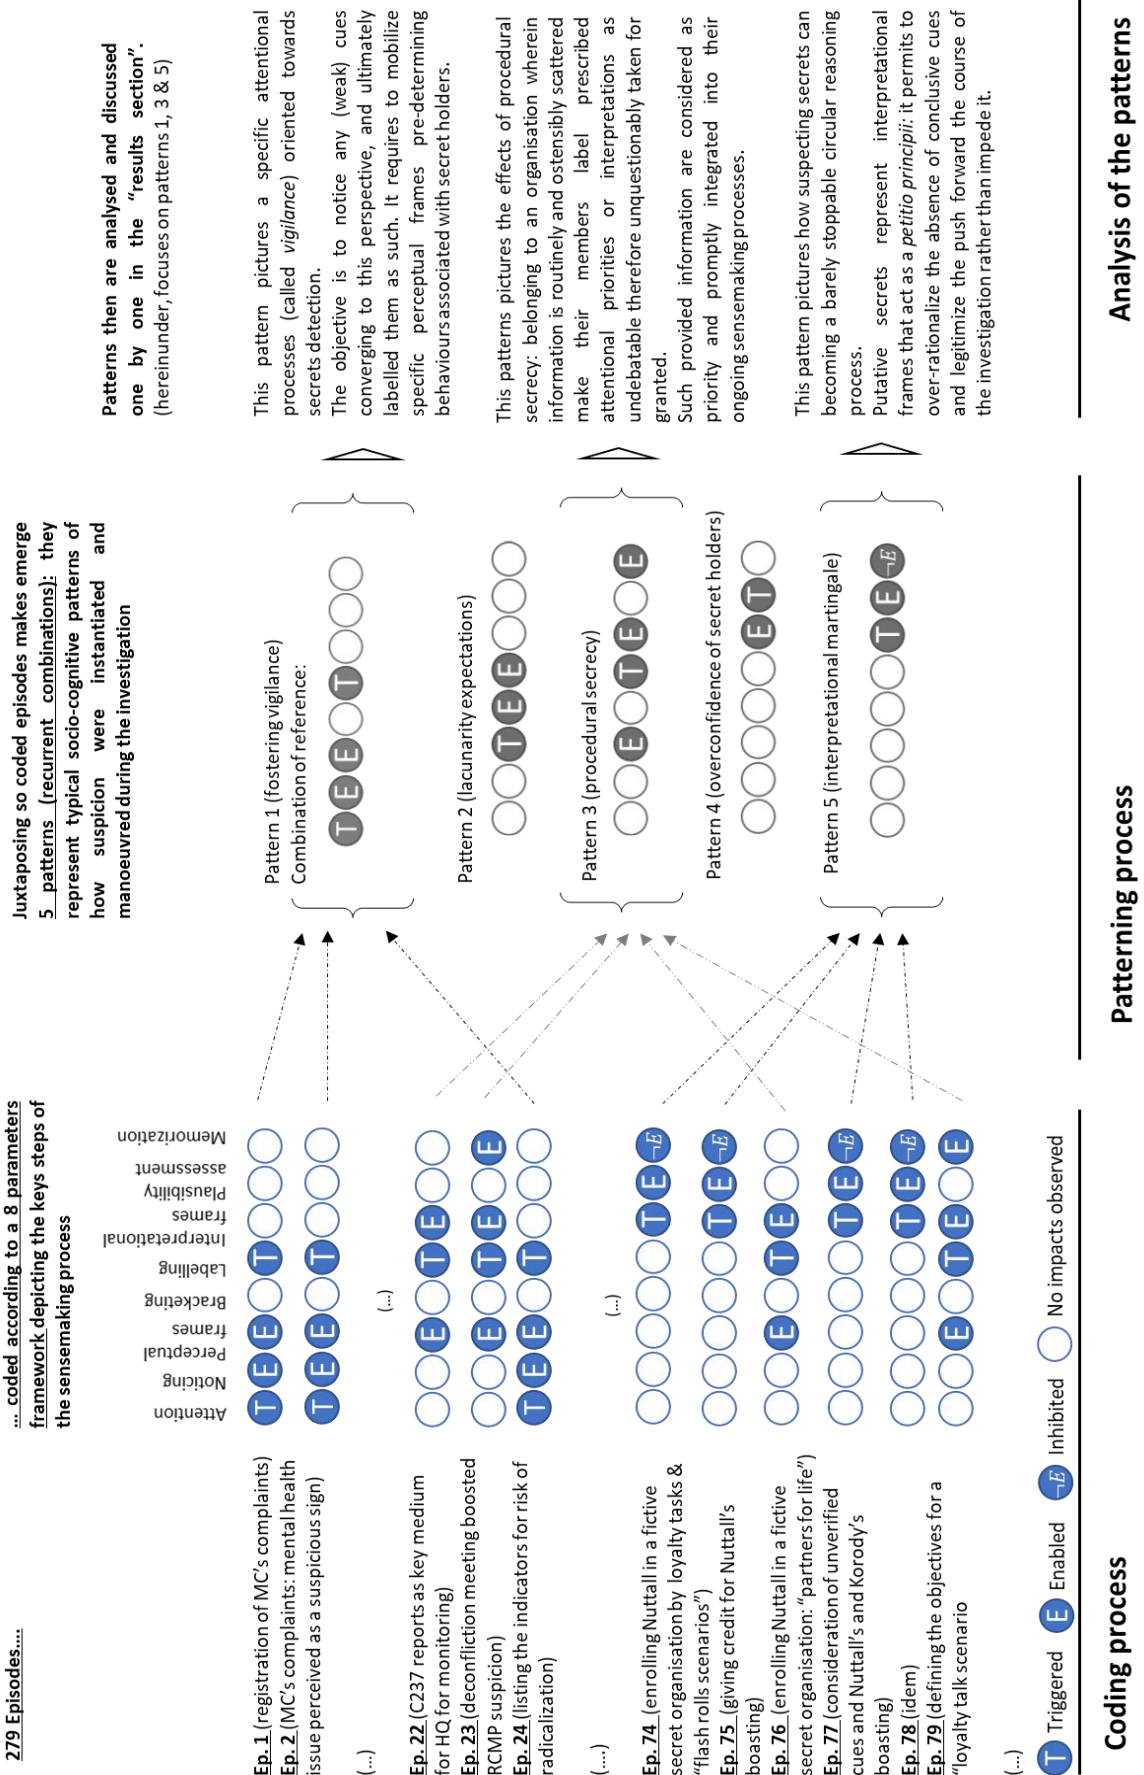 279 Episodes….
Ep. 1 (registration of MC's complaints)
Ep. 2 (MC's complaints: mental health
issue perceived as a suspicious sign)
(…)
Ep. 22 (C237 reports as key medium
for HQ for monitoring)
Ep. 23 (deconfliction meeting boosted
RCMP suspicion)
Ep. 24 (listing the indicators for risk of
radicalization)
(….)
Ep. 74 (enrolling Nuttall in a fictive
secret organisation by loyalty tasks &
"flash rolls scenarios")
Ep. 75 (giving credit for Nuttall's
boasting)
Ep. 76 (enrolling Nuttall in a fictive
secret organisation: "partners for life")
Ep. 77 (consideration of unverified
cues and Nuttall's and Korody's
boasting)
Ep. 78 (idem)
Ep. 79 (defining the objectives for a
"loyalty talk scenario
(…)
… coded according to a 8 parameters
framework depicting the keys steps of
the sensemaking process
Attention
Noticing
Perceptual
frames
Bracketing
Labelling
Interpretational
frames
Plausibility
assessment
Memorization
T E E T
T E E T
(…)
E T E
E T E E
T E E T
(…)
T E ¬E
T E ¬E
E T E
T E ¬E
T E ¬E
E T E E
T Triggered E Enabled ¬E Inhibited No impacts observed
Coding process
Juxtaposing so coded episodes makes emerge
5 patterns (recurrent combinations): they
represent typical socio-cognitive patterns of
how suspicion were instantiated and
manoeuvred during the investigation
Pattern 1 (fostering vigilance)
Combination of reference:
T E E T
Pattern 2 (lacunarity expectations)
T E E
Pattern 3 (procedural secrecy)
E T E E
Pattern 4 (overconfidence of secret holders)
E T
Pattern 5 (interpretational martingale)
T E ¬E
Patterning process
Patterns then are analysed and discussed
one by one in the "results section".
(hereinunder, focuses on patterns 1, 3 & 5)
This pattern pictures a specific attentional
processes (called vigilance) oriented towards
secrets detection.
The objective is to notice any (weak) cues
converging to this perspective, and ultimately
labelled them as such. It requires to mobilize
specific perceptual frames pre-determining
behaviours associated with secret holders.
This patterns pictures the effects of procedural
secrecy: belonging to an organisation wherein
information is routinely and ostensibly scattered
make their members label prescribed
attentional priorities or interpretations as
undebatable therefore unquestionably taken for
granted.
Such provided information are considered as
priority and promptly integrated into their
ongoing sensemaking processes.
This pattern pictures how suspecting secrets can
becoming a barely stoppable circular reasoning
process.
Putative secrets represent interpretational
frames that act as a petitio principii: it permits to
over-rationalize the absence of conclusive cues
and legitimize the push forward the course of
the investigation rather than impede it.
Analysis of the patterns